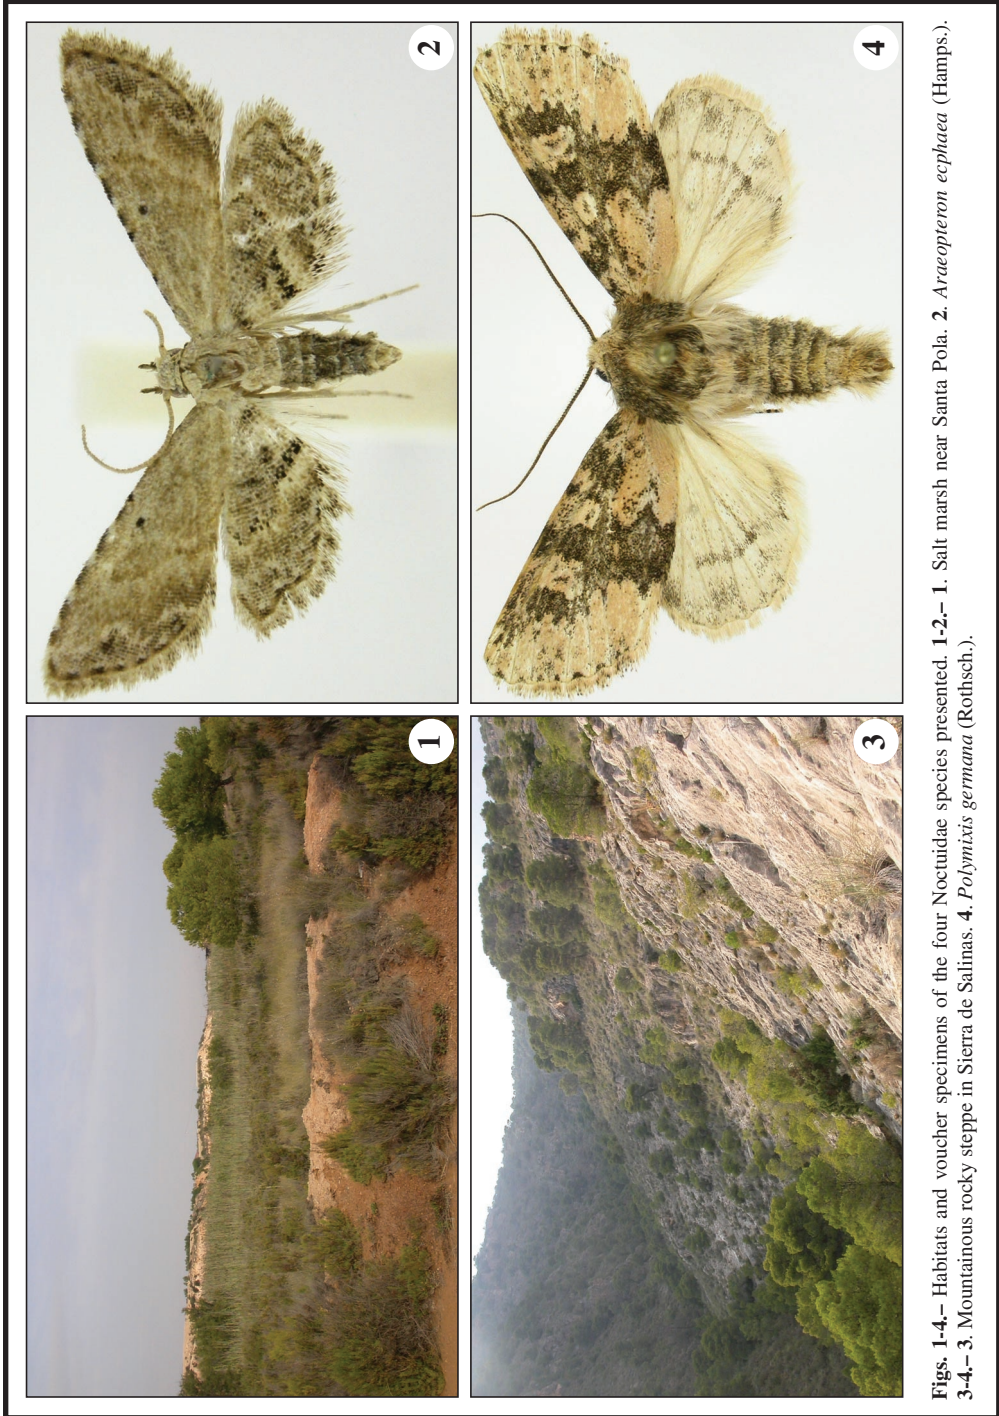 1
2
3
4
Figs. 1-4.– Habitats and voucher specimens of the four Noctuidae species presented. 1-2.– 1. Salt marsh near Santa Pola. 2. Araeopteron ecphaea (Hamps.).
3-4.– 3. Mountainous rocky steppe in Sierra de Salinas. 4. Polymixis germana (Rothsch.).